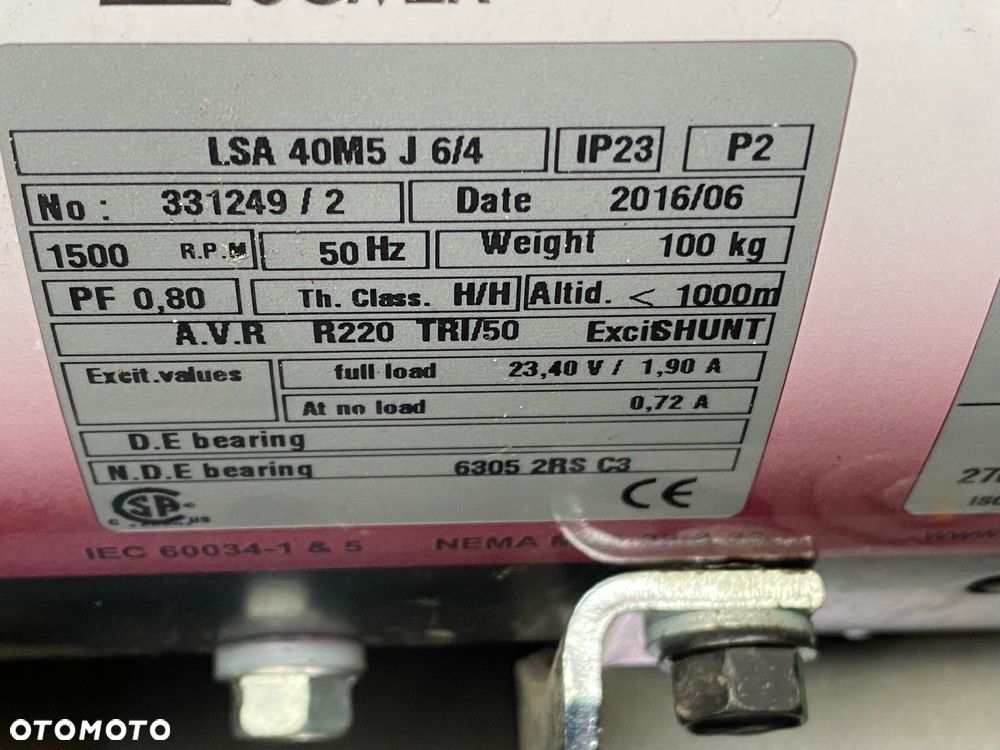 LSA 40M5 J 6/4 IP23 P2
No : 331249 / 2 Date 2016/06
1500 R.P.M 50 Hz Weight 100 kg
PF 0,80 Th. Class. H/H Altid. < 1000m
A.V.R R220 TRI/50 ExcitSHUNT
Excit.values full load 23,40 V / 1,90 A
At no load 0,72 A
D.E bearing
N.D.E bearing 6305 2RS C3
CE
IEC 60034-1 & 5 NEMA
OTOMOTO